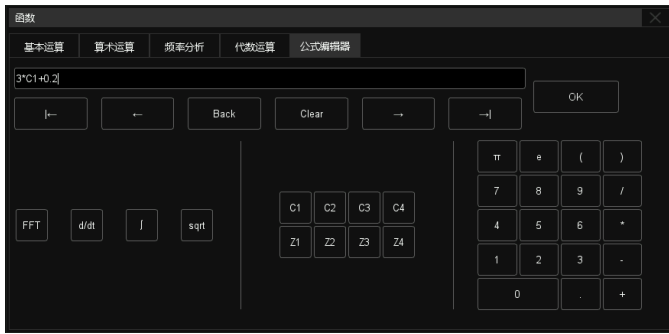 函数
基本运算 算术运算 频率分析 代数运算 公式编辑器
3*C1+0.2
OK
|← ← Back Clear → →|
π e ( )
7 8 9 /
C1 C2 C3 C4
FFT d/dt ∫ sqrt
4 5 6 *
Z1 Z2 Z3 Z4
1 2 3 -
0 . +